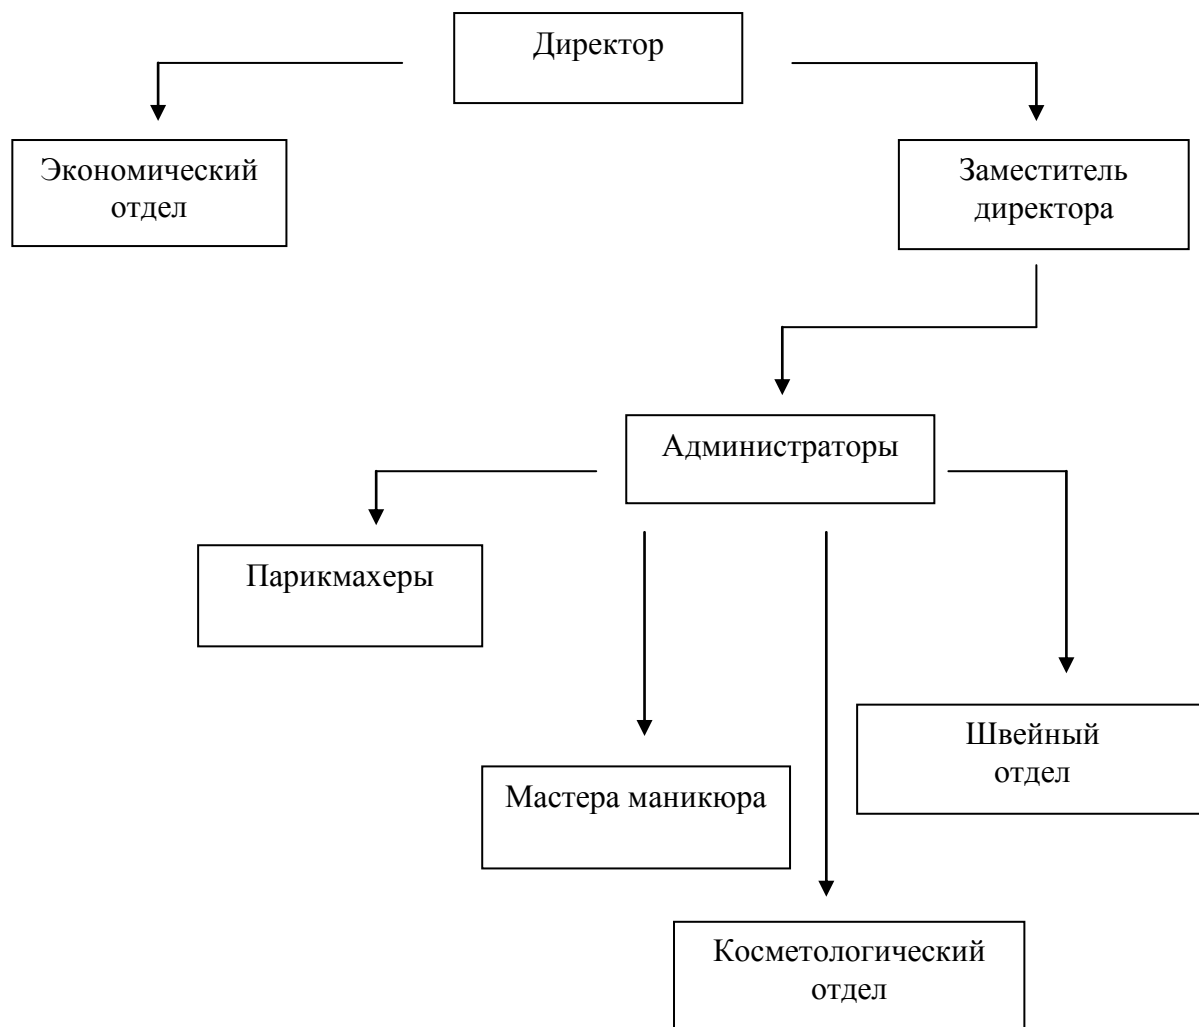 Директор
Экономический
отдел
Заместитель
директора
Администраторы
Парикмахеры
Швейный
отдел
Мастера маникюра
Косметологический
отдел